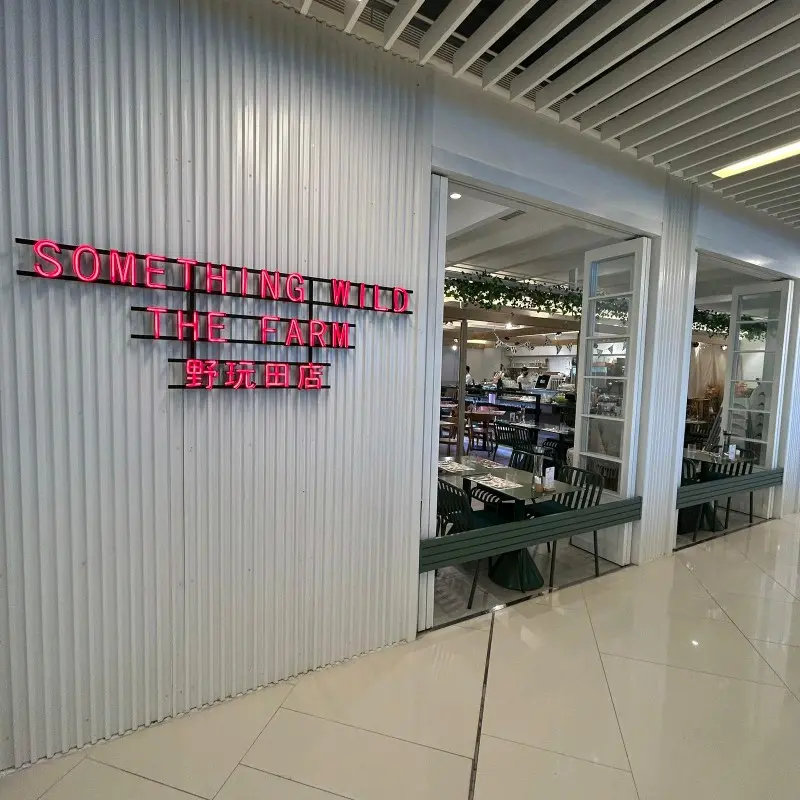 SOMETHING WILD
THE FARM
野玩田店